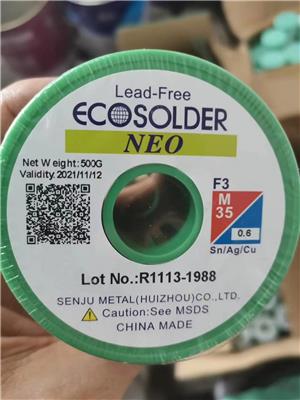 Lead-Free
ECOSOLDER
NEO
Net Weight:500G
Validity.2021/11/12
F3
M
35
0.6
Sn/Ag/Cu
Lot No.:R1113-1988
SENJU METAL(HUIZHOU)CO.,LTD.
Caution:See MSDS
CHINA MADE